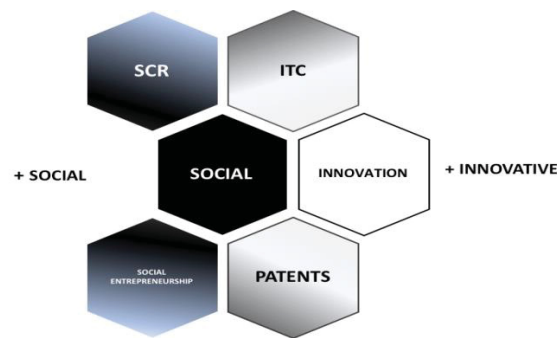 SCR
ITC
+ SOCIAL
SOCIAL
INNOVATION
+ INNOVATIVE
SOCIAL
ENTREPRENEURSHIP
PATENTS